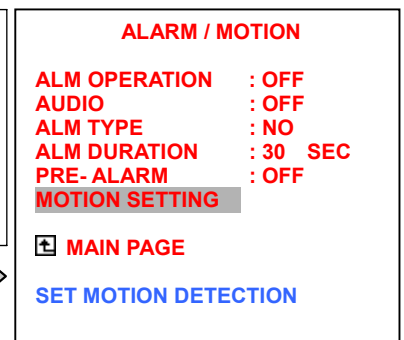 ALARM / MOTION
ALM OPERATION : OFF
AUDIO : OFF
ALM TYPE : NO
ALM DURATION : 30 SEC
PRE- ALARM : OFF
MOTION SETTING
MAIN PAGE
SET MOTION DETECTION